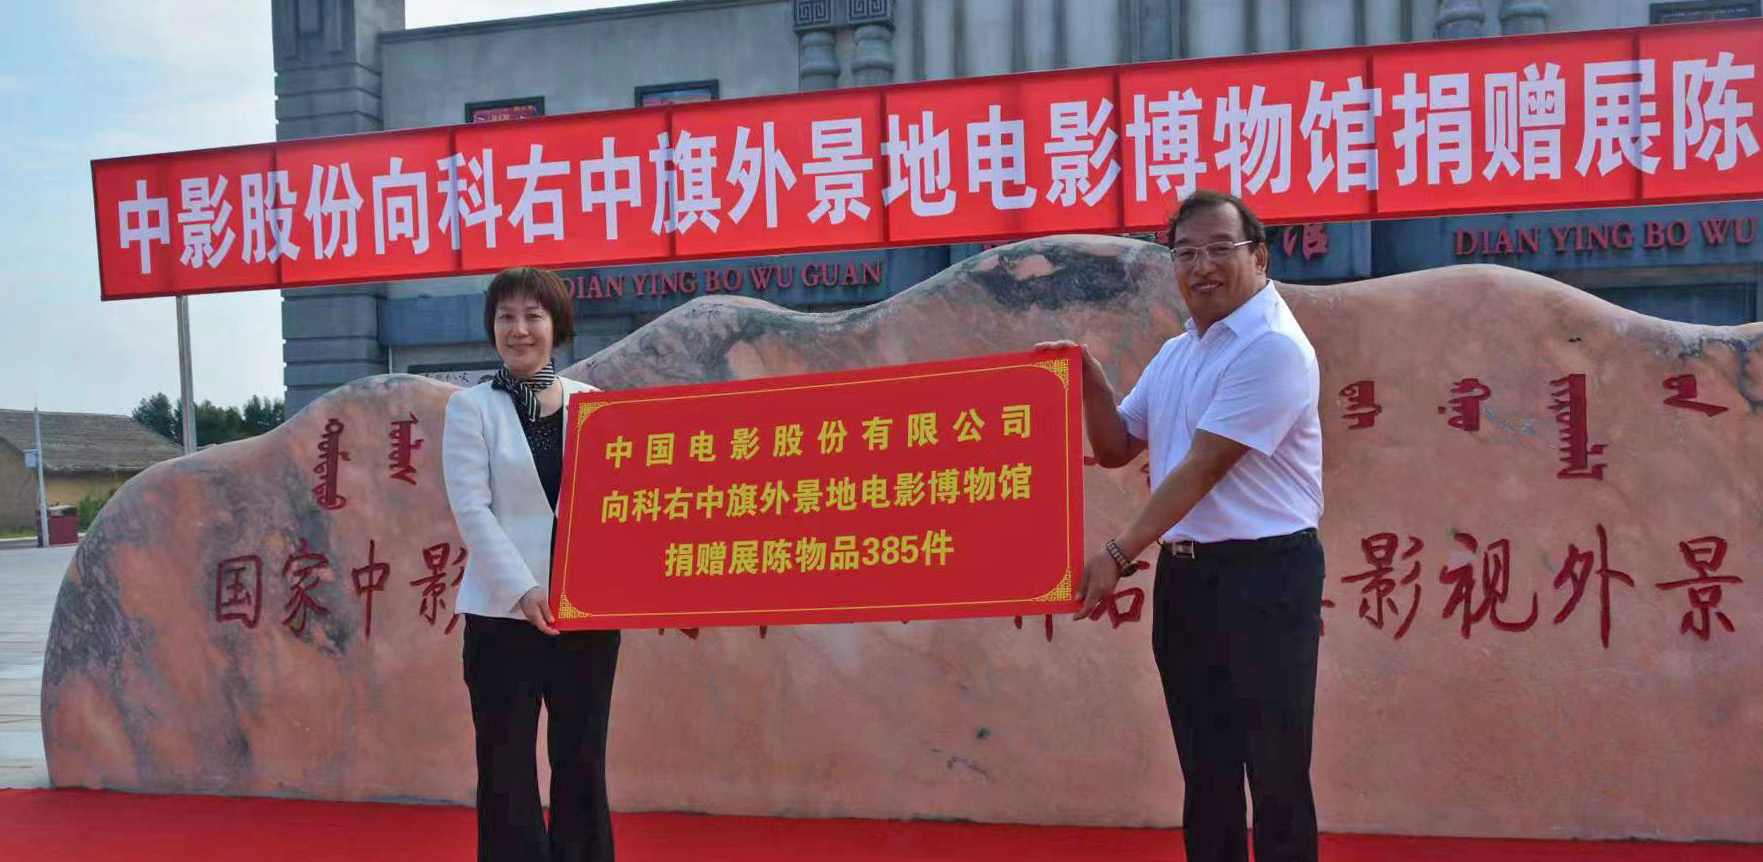 中影股份向科右中旗外景地电影博物馆捐赠展陈
DIAN YING BO WU GUAN
DIAN YING BO WU
中国电影股份有限公司
向科右中旗外景地电影博物馆
捐赠展陈物品385件
国家中影
右
影视外景